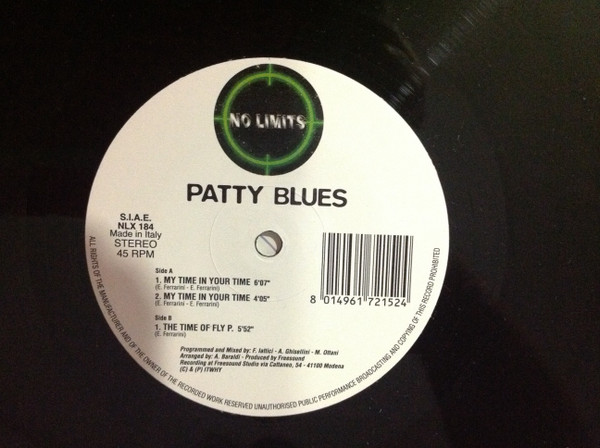 NO LIMITS
PATTY BLUES
S.I.A.E.
NLX 184
Made in Italy
STEREO
45 RPM
Side A
1. MY TIME IN YOUR TIME 6'07"
(E. Ferrarini - E. Ferrarini)
2. MY TIME IN YOUR TIME 4'05"
(E. Ferrarini - E. Ferrarini)
Side B
1. THE TIME OF FLY P. 5'52"
(E. Ferrarini)
8 014961 721524
Programmed and Mixed by: F. Iattici - A. Ghisellini - M. Ottani
Arranged by: A. Baraldi - Produced by Freesound
Recording at Freesound Studio via Cattaneo, 54 - 41100 Modena
(C) & (P) ITWHY
ALL RIGHTS OF THE MANUFACTURER AND OF THE OWNER OF THE RECORDED WORK RESERVED UNAUTHORISED PUBLIC PERFORMANCE BROADCASTING AND COPYING OF THIS RECORD PROHIBITED